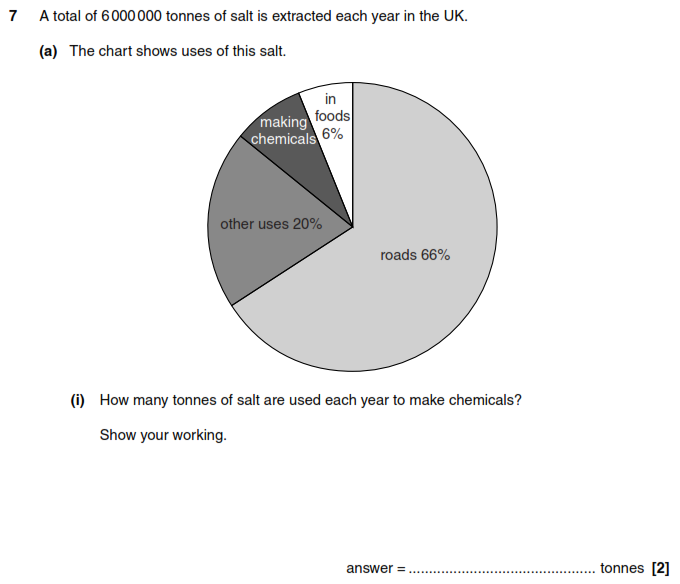 7 A total of 6 000 000 tonnes of salt is extracted each year in the UK.
(a) The chart shows uses of this salt.
in
foods
6%
making
chemicals
other uses 20%
roads 66%
(i) How many tonnes of salt are used each year to make chemicals?
Show your working.
answer = .............................................. tonnes [2]